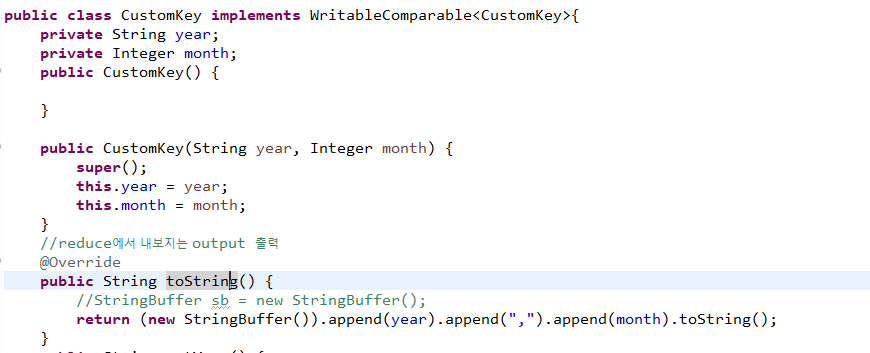 public class CustomKey implements WritableComparable<CustomKey>{
    private String year;
    private Integer month;
    public CustomKey() {

    }

    public CustomKey(String year, Integer month) {
        super();
        this.year = year;
        this.month = month;
    }
    //reduce에서 내보지는 output 출력
    @Override
    public String toString() {
        //StringBuffer sb = new StringBuffer();
        return (new StringBuffer()).append(year).append(",").append(month).toString();
    }